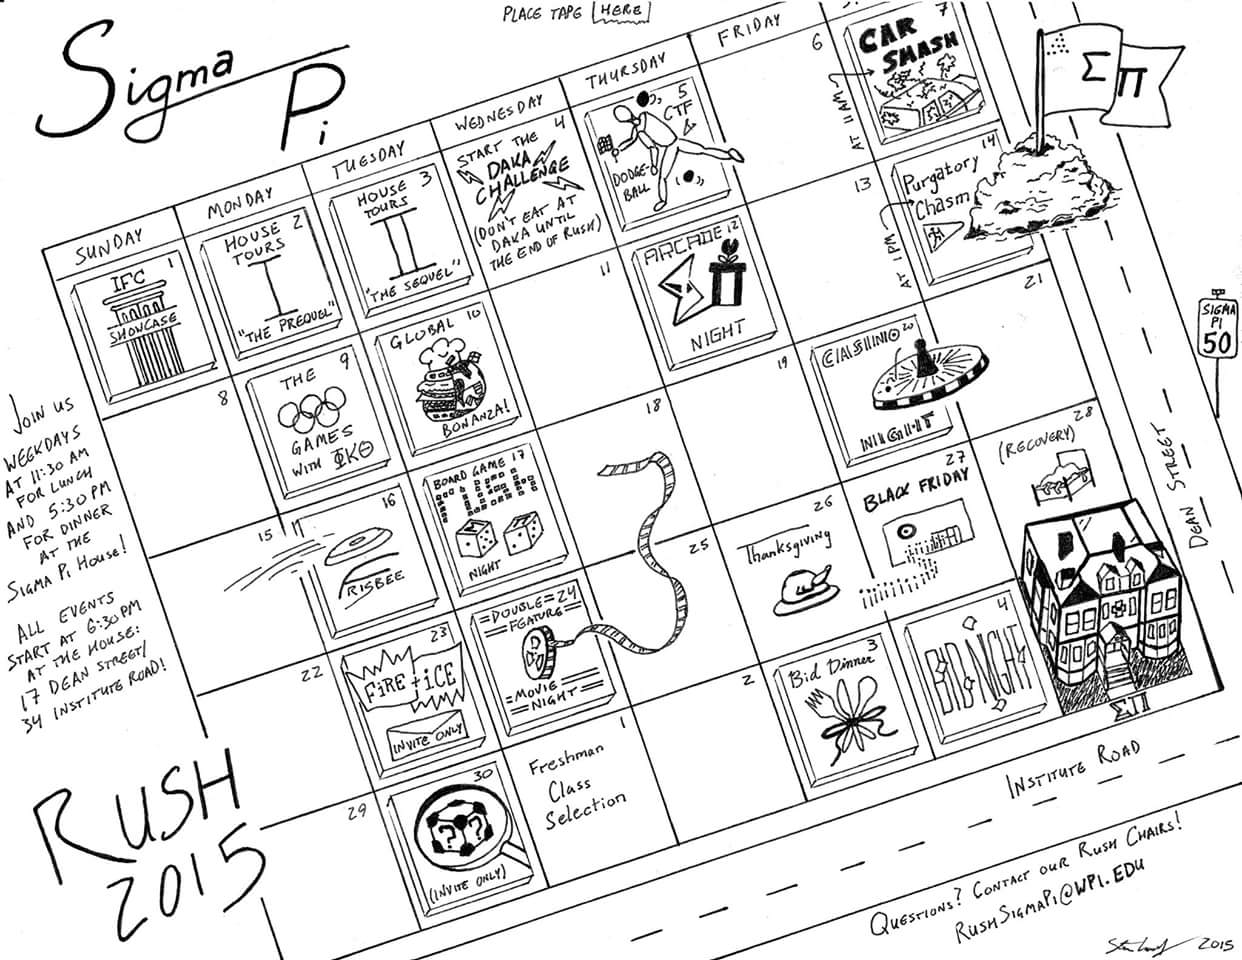 PLACE TAPE HERE
Sigma
Pi
SUNDAY
MONDAY
TUESDAY
WEDNESDAY
THURSDAY
FRIDAY
1
IFC
SHOWCASE
2
HOUSE
TOURS
I
"THE PREQUEL"
3
HOUSE
TOURS
II
"THE SEQUEL"
4
START THE
DAKA
CHALLENGE
(DON'T EAT AT
DAKA UNTIL
THE END OF RUSH)
5
CTF
DODGE-
BALL
6
7
CAR
SMASH
AT 11AM
8
9
THE
GAMES
WITH ΦΚΘ
10
GLOBAL
BONANZA!
11
12
ARCADE
NIGHT
13
14
Purgatory
Chasm
AT 1PM
15
16
FRISBEE
17
BOARD GAME
NIGHT
18
19
20
CASINO
NIGHT
21
22
23
FIRE + ICE
INVITE ONLY
24
DOUBLE
FEATURE
MOVIE
NIGHT
25
26
Thanksgiving
27
BLACK FRIDAY
28
(RECOVERY)
29
30
? ?
(INVITE ONLY)
1
Freshman
Class
Selection
2
3
Bid Dinner
4
BID NIGHT
ΣΠ
ΣΠ
SIGMA
PI
50
DEAN STREET
INSTITUTE ROAD
JOIN US
WEEKDAYS
AT 11:30 AM
FOR LUNCH
AND 5:30 PM
FOR DINNER
AT THE
SIGMA PI HOUSE!
ALL EVENTS
START AT 6:30PM
AT THE HOUSE:
17 DEAN STREET/
34 INSTITUTE ROAD!
RUSH
2015
QUESTIONS? CONTACT OUR RUSH CHAIRS!
RUSHSIGMAPI@WPI.EDU
2015